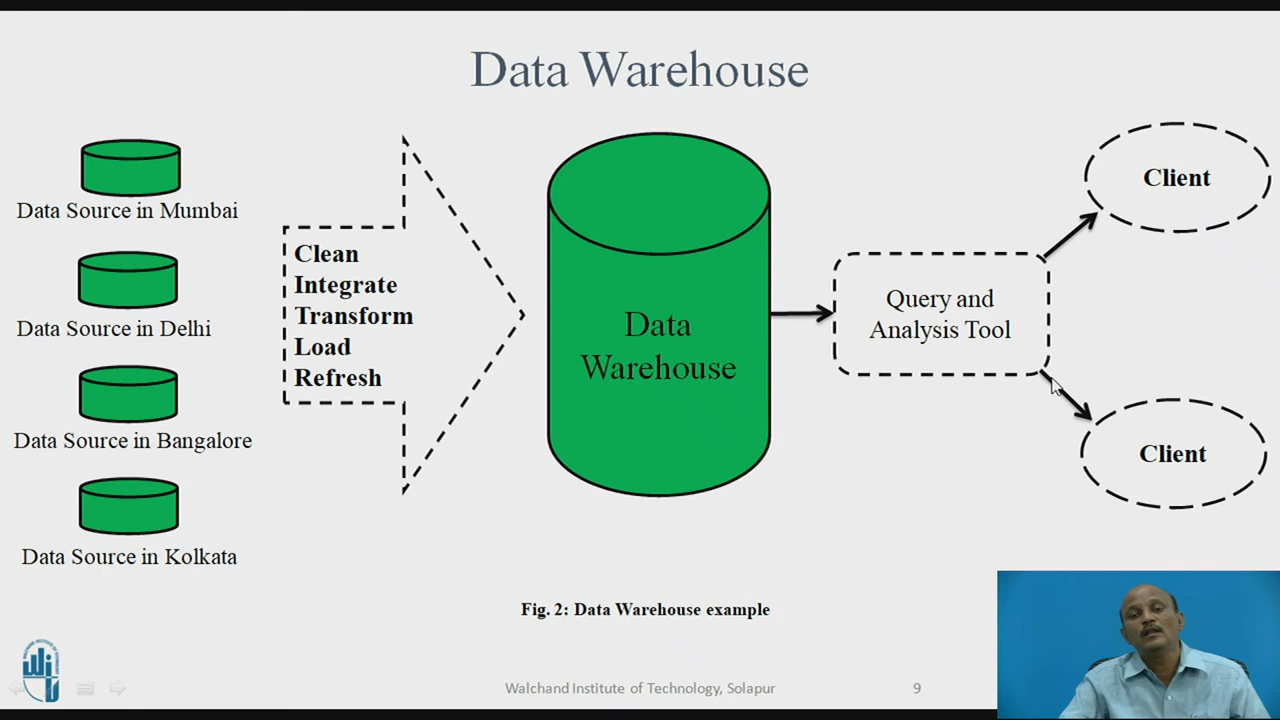 Data Warehouse
Data Source in Mumbai
Data Source in Delhi
Data Source in Bangalore
Data Source in Kolkata
Clean
Integrate
Transform
Load
Refresh
Data
Warehouse
Query and
Analysis Tool
Client
Client
Fig. 2: Data Warehouse example
Walchand Institute of Technology, Solapur
9